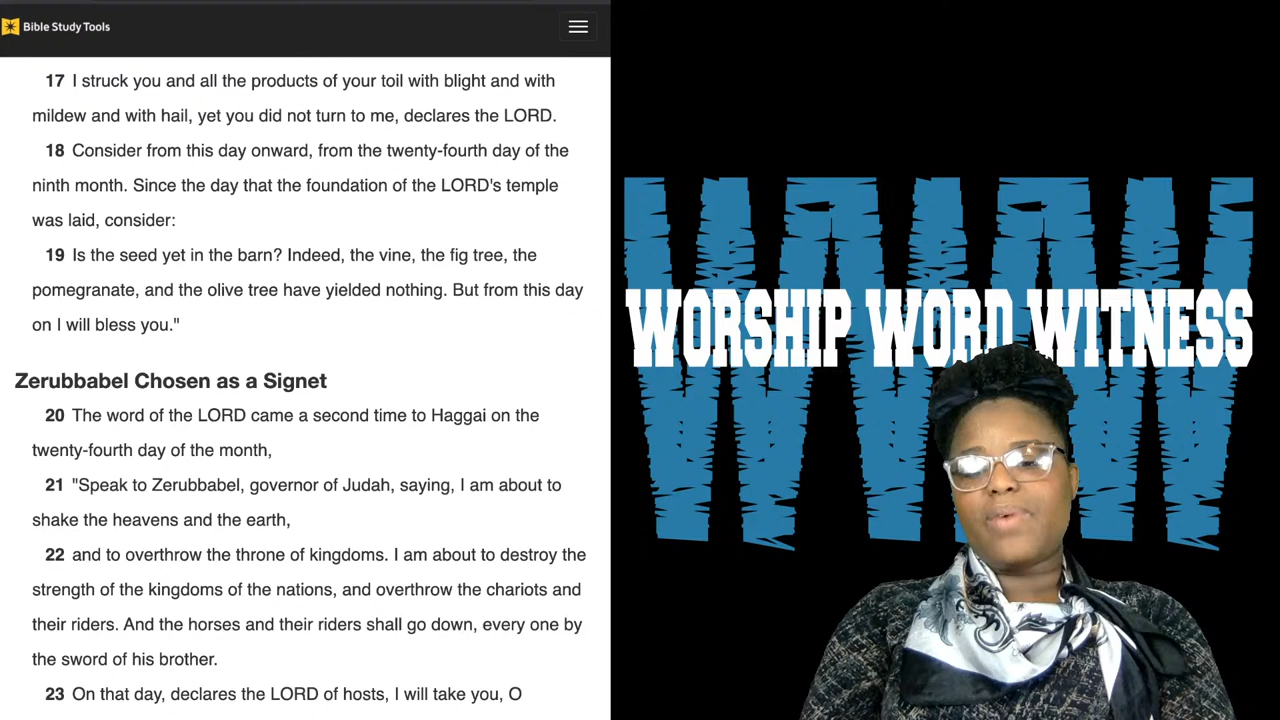 Bible Study Tools
17 I struck you and all the products of your toil with blight and with
mildew and with hail, yet you did not turn to me, declares the LORD.
18 Consider from this day onward, from the twenty-fourth day of the
ninth month. Since the day that the foundation of the LORD's temple
was laid, consider:
19 Is the seed yet in the barn? Indeed, the vine, the fig tree, the
pomegranate, and the olive tree have yielded nothing. But from this day
on I will bless you."
Zerubbabel Chosen as a Signet
20 The word of the LORD came a second time to Haggai on the
twenty-fourth day of the month,
21 "Speak to Zerubbabel, governor of Judah, saying, I am about to
shake the heavens and the earth,
22 and to overthrow the throne of kingdoms. I am about to destroy the
strength of the kingdoms of the nations, and overthrow the chariots and
their riders. And the horses and their riders shall go down, every one by
the sword of his brother.
23 On that day, declares the LORD of hosts, I will take you, O
WWW
WORSHIP WORD WITNESS